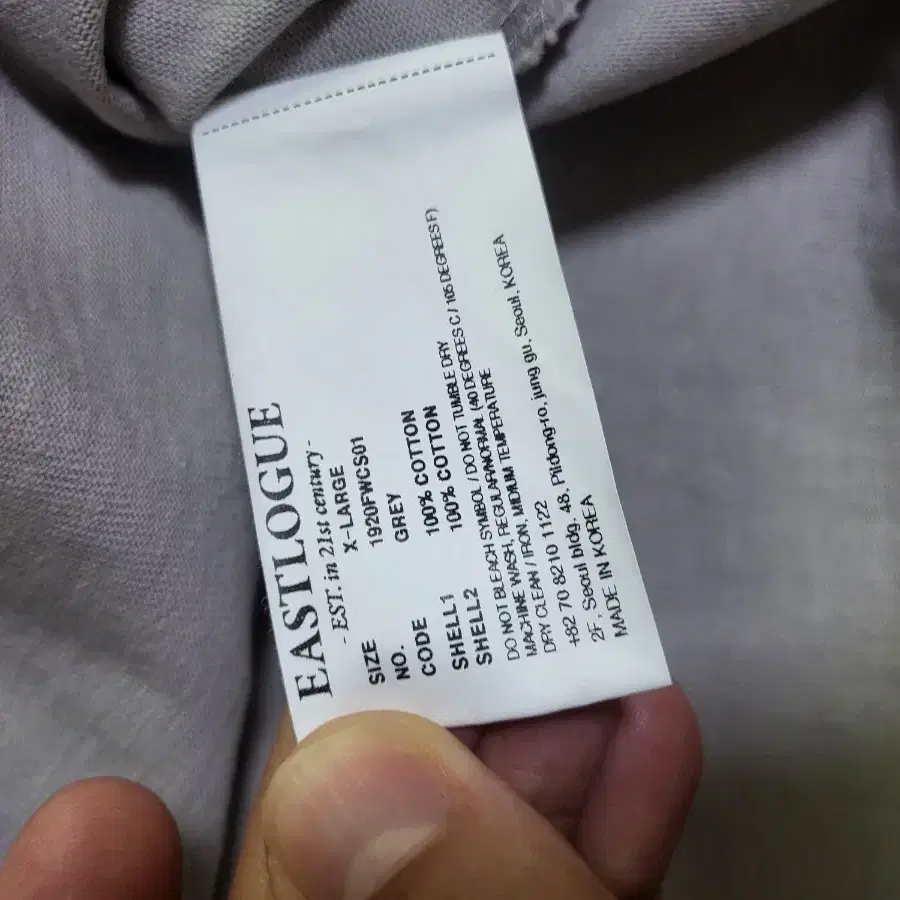 EASTLOGUE
- EST. in 21st century -
SIZE X-LARGE
NO. 1920FWCS01
CODE GREY
SHELL1 100% COTTON
SHELL2 100% COTTON
DO NOT BLEACH SYMBOL / DO NOT TUMBLE DRY
MACHINE WASH, REGULAR/NORMAL (40 DEGREES C / 105 DEGREES F)
DRY CLEAN / IRON, MIDIUM TEMPERATURE
+82 70 8210 1122
2F, Seoul bldg. 48, Pildong-ro, jung gu, Seoul, KOREA
MADE IN KOREA